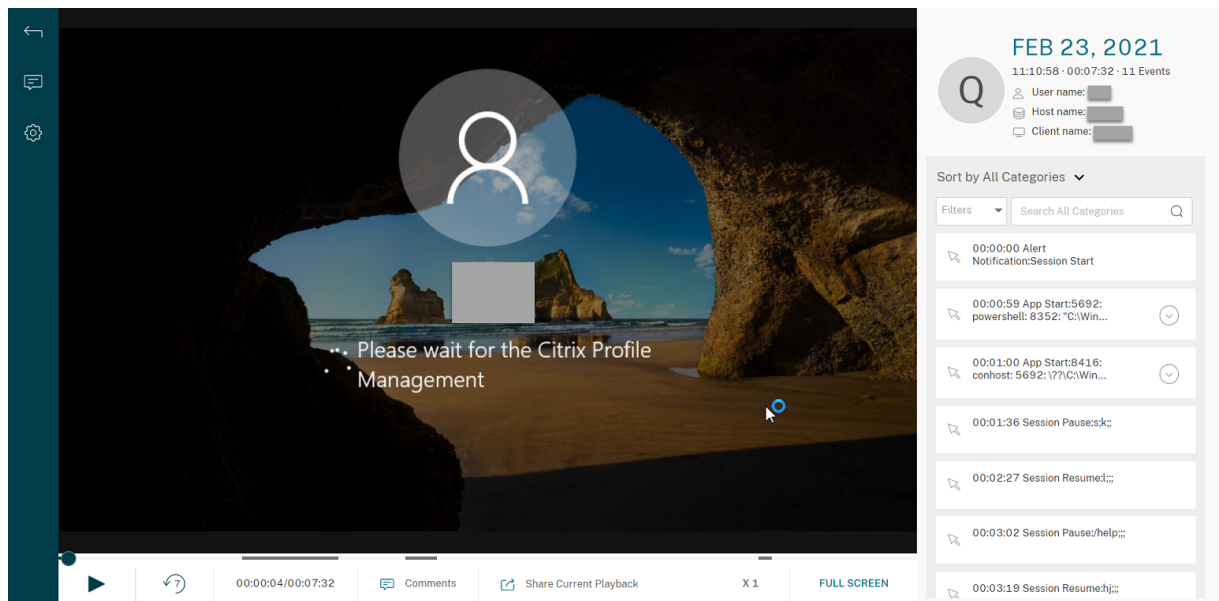 FEB 23, 2021
Q
11:10:58 · 00:07:32 · 11 Events
User name:
Host name:
Client name:
Sort by All Categories
Filters
Search All Categories
00:00:00 Alert
Notification:Session Start
00:00:59 App Start:5692:
powershell: 8352: "C:\Win...
00:01:00 App Start:8416:
conhost: 5692: \??\C:\Win...
00:01:36 Session Pause:s;k;;
00:02:27 Session Resume:l;;;
00:03:02 Session Pause:/help;;;
00:03:19 Session Resume:hj;;;
Please wait for the Citrix Profile
Management
7
00:00:04/00:07:32
Comments
Share Current Playback
X 1
FULL SCREEN